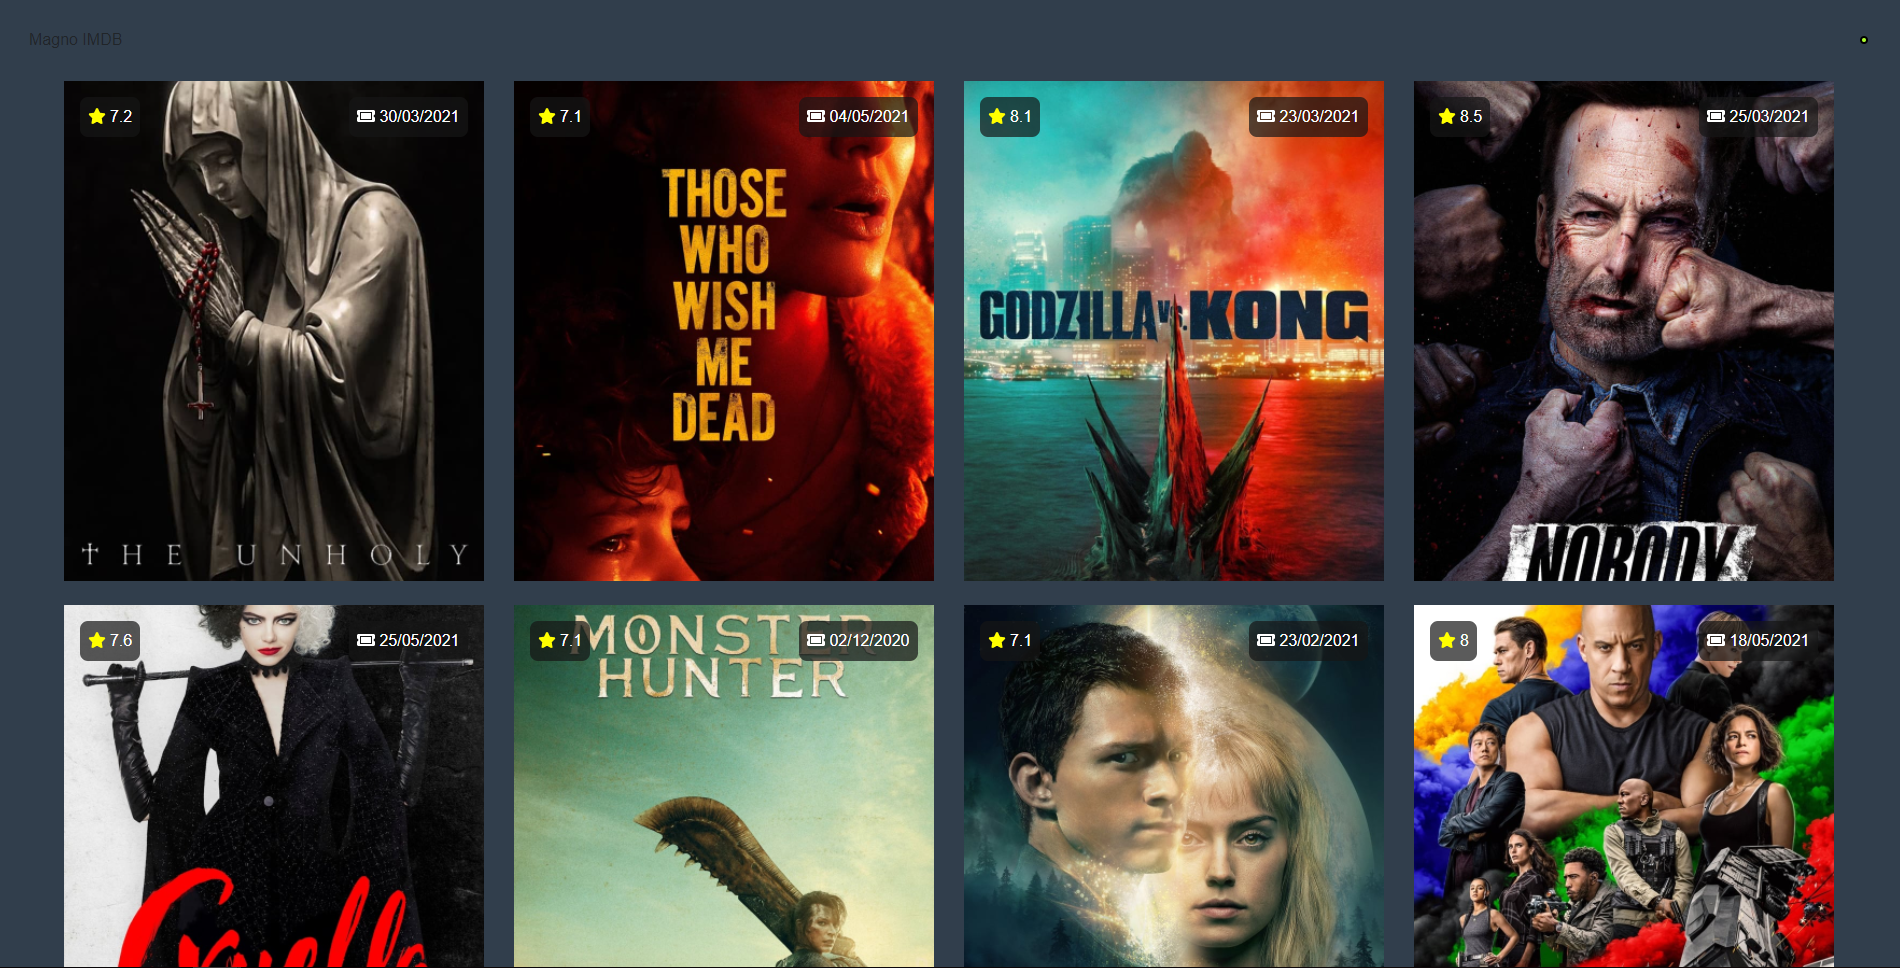 Magno IMDB
7.2
30/03/2021
THE UNHOLY
7.1
04/05/2021
THOSE
WHO
WISH
ME
DEAD
8.1
23/03/2021
GODZILLA vs. KONG
8.5
25/03/2021
NOBODY
7.6
25/05/2021
Cruella
7.1
02/12/2020
MONSTER
HUNTER
7.1
23/02/2021
8
18/05/2021